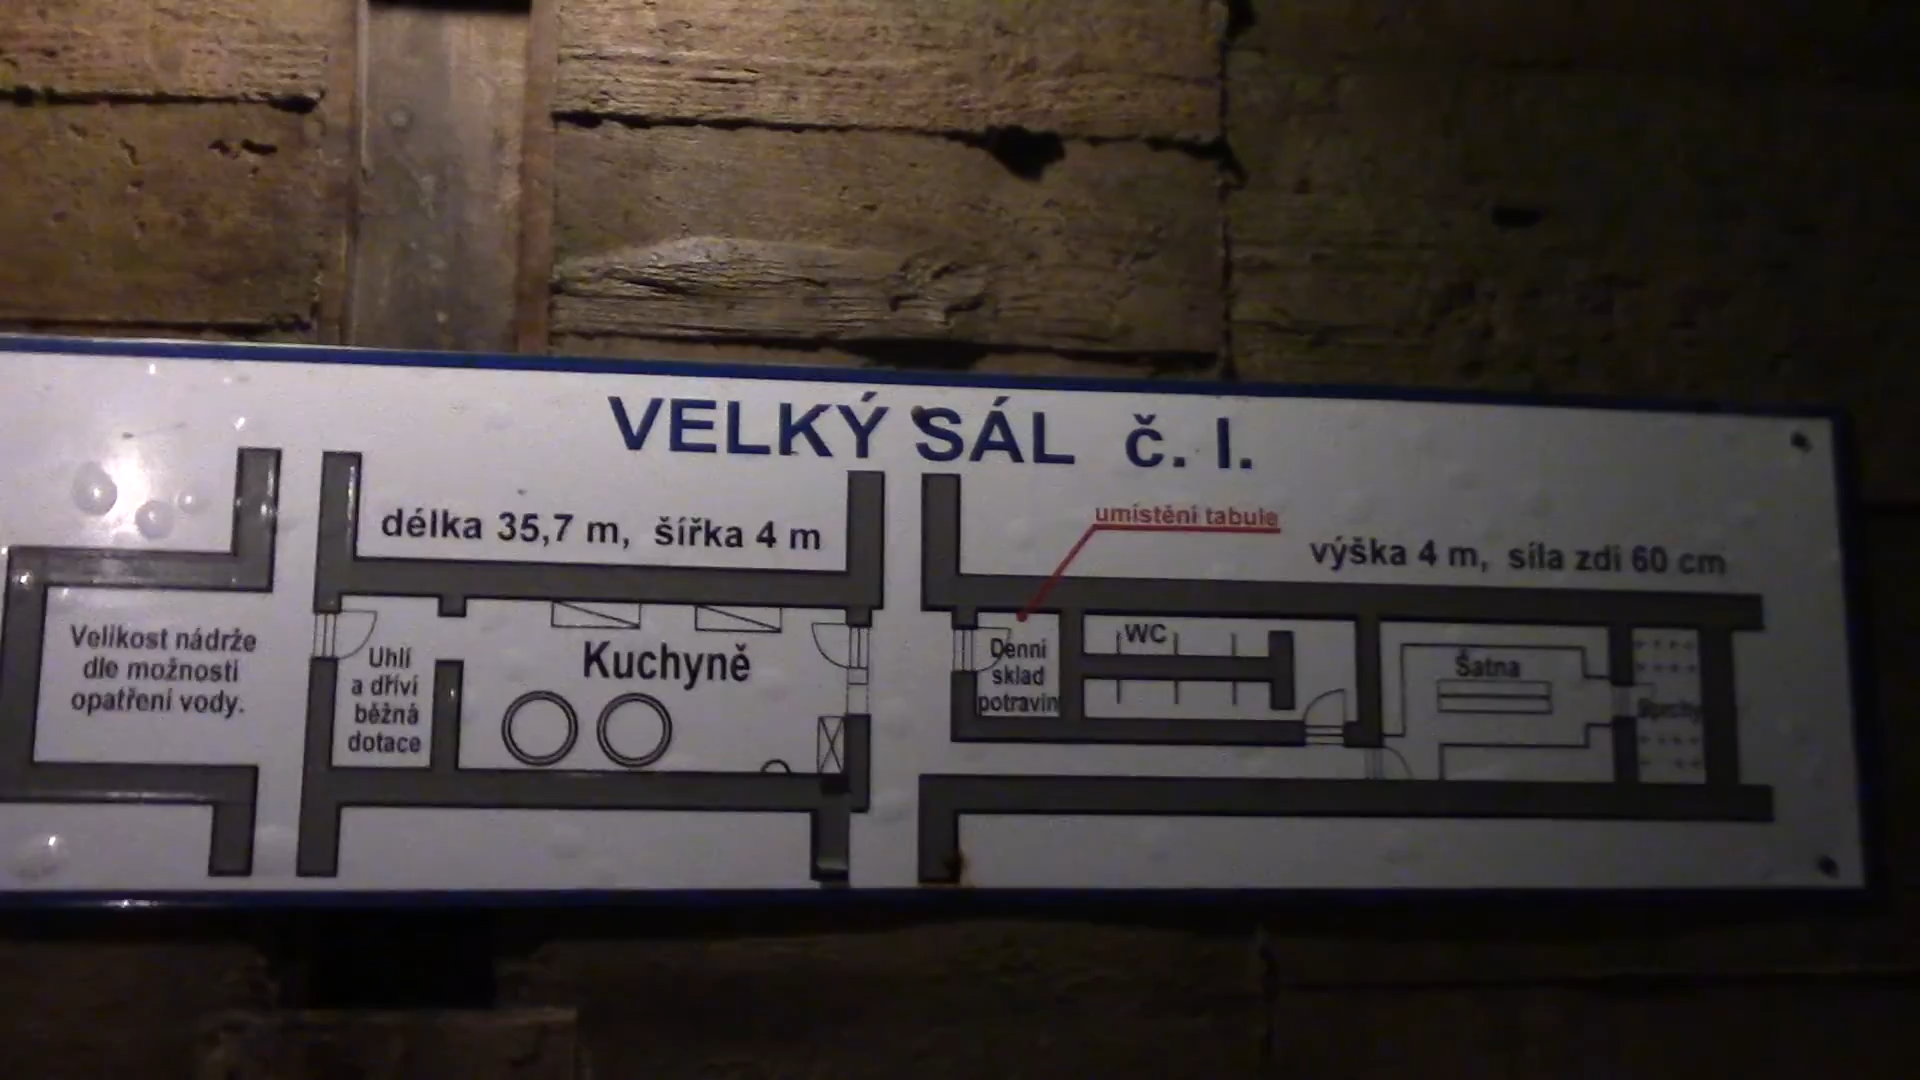 VELKÝ SÁL č. I.
délka 35,7 m, šířka 4 m
umístění tabule
výška 4 m, síla zdi 60 cm
Velikost nádrže
dle možnosti
opatření vody.
Uhlí
a dříví
běžná
dotace
Kuchyně
Denní
sklad
potravin
WC
Šatna